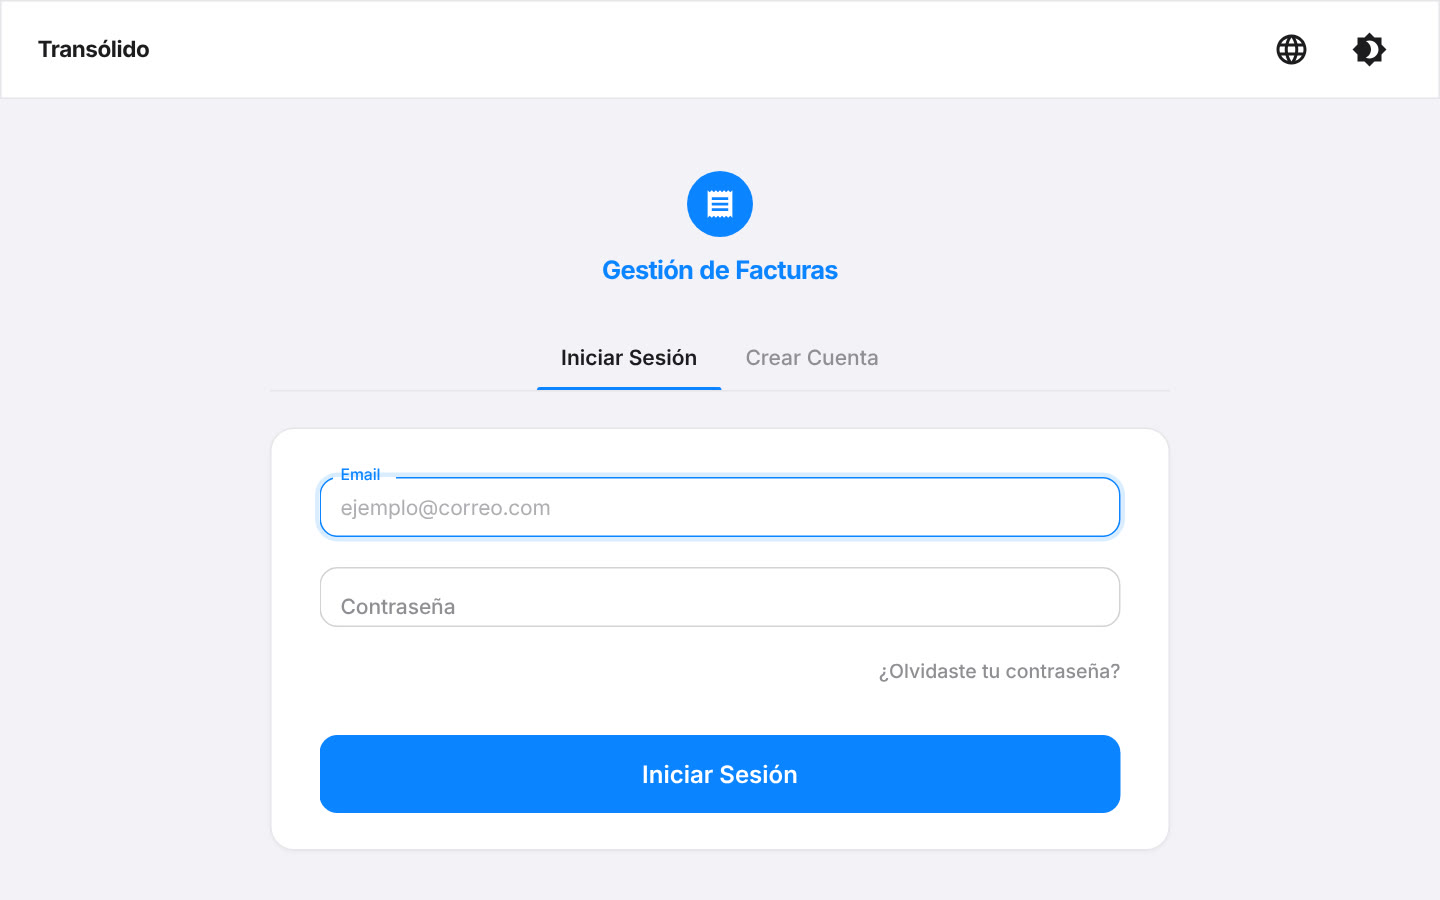 Transólido
Gestión de Facturas
Iniciar Sesión
Crear Cuenta
Email
ejemplo@correo.com
Contraseña
¿Olvidaste tu contraseña?
Iniciar Sesión